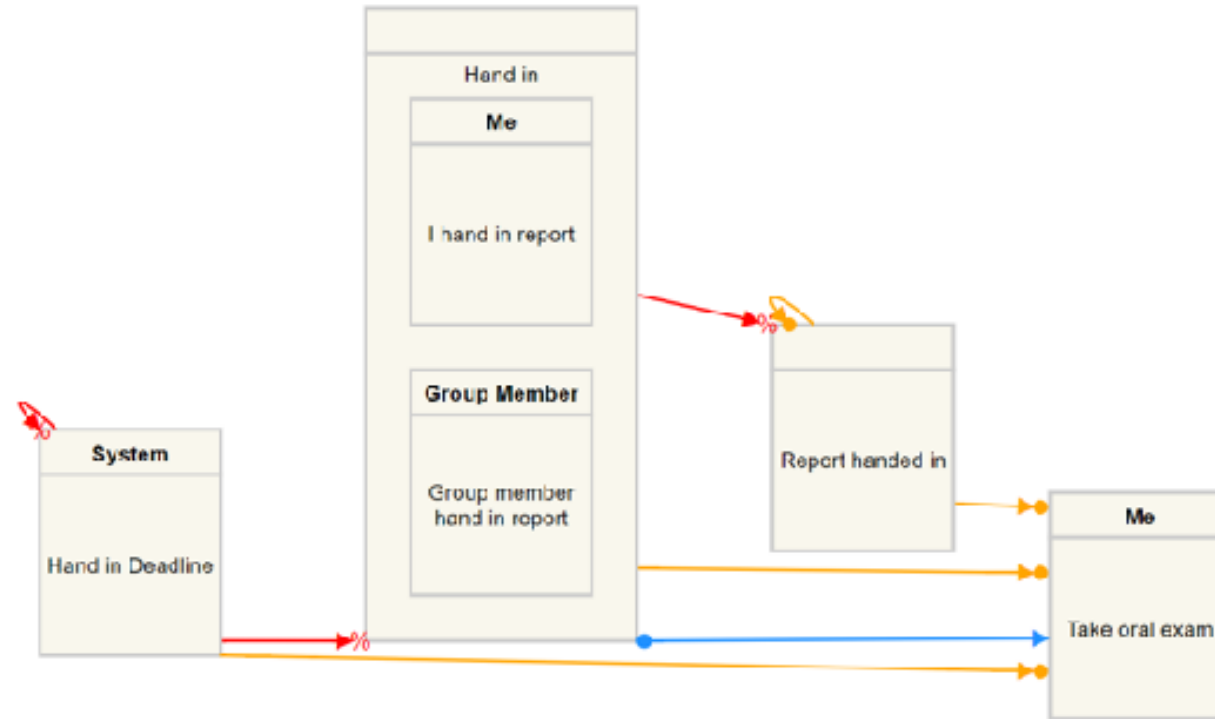 Hand in
Me
I hand in report
Group Member
Group member
hand in report
System
Hand in Deadline
Report handed in
Me
Take oral exam
%
%
%